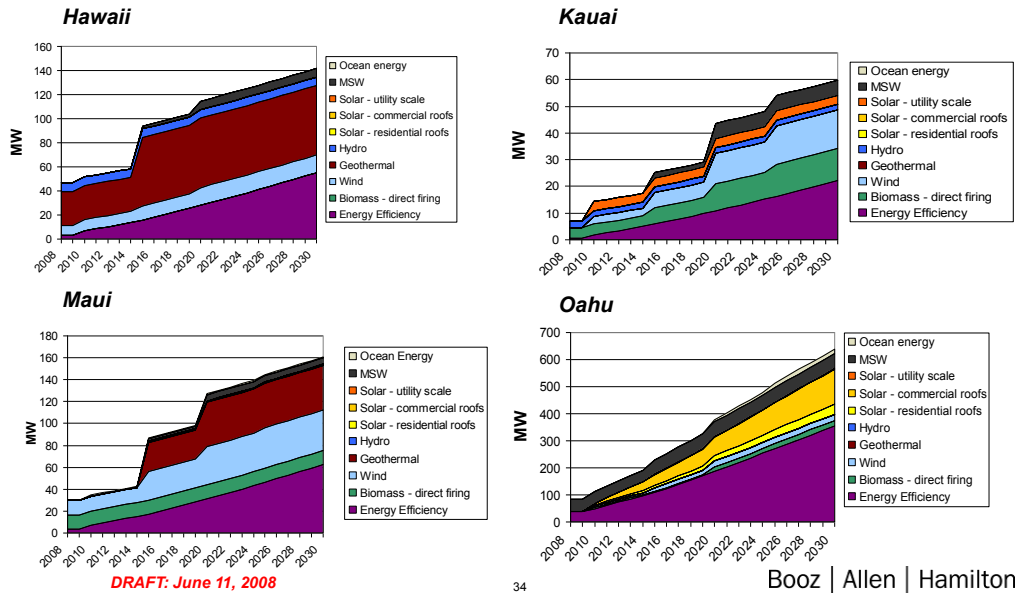 Hawaii
MW
160
140
120
100
80
60
40
20
0
2008
2010
2012
2014
2016
2018
2020
2022
2024
2026
2028
2030
Ocean energy
MSW
Solar - utility scale
Solar - commercial roofs
Solar - residential roofs
Hydro
Geothermal
Wind
Biomass - direct firing
Energy Efficiency
Kauai
MW
70
60
50
40
30
20
10
0
2008
2010
2012
2014
2016
2018
2020
2022
2024
2026
2028
2030
Ocean energy
MSW
Solar - utility scale
Solar - commercial roofs
Solar - residential roofs
Hydro
Geothermal
Wind
Biomass - direct firing
Energy Efficiency
Maui
MW
180
160
140
120
100
80
60
40
20
0
2008
2010
2012
2014
2016
2018
2020
2022
2024
2026
2028
2030
Ocean Energy
MSW
Solar - utility scale
Solar - commercial roofs
Solar - residential roofs
Hydro
Geothermal
Wind
Biomass - direct firing
Energy Efficiency
Oahu
MW
700
600
500
400
300
200
100
0
2008
2010
2012
2014
2016
2018
2020
2022
2024
2026
2028
2030
Ocean energy
MSW
Solar - utility scale
Solar - commercial roofs
Solar - residential roofs
Hydro
Geothermal
Wind
Biomass - direct firing
Energy Efficiency
DRAFT: June 11, 2008
34
Booz | Allen | Hamilton